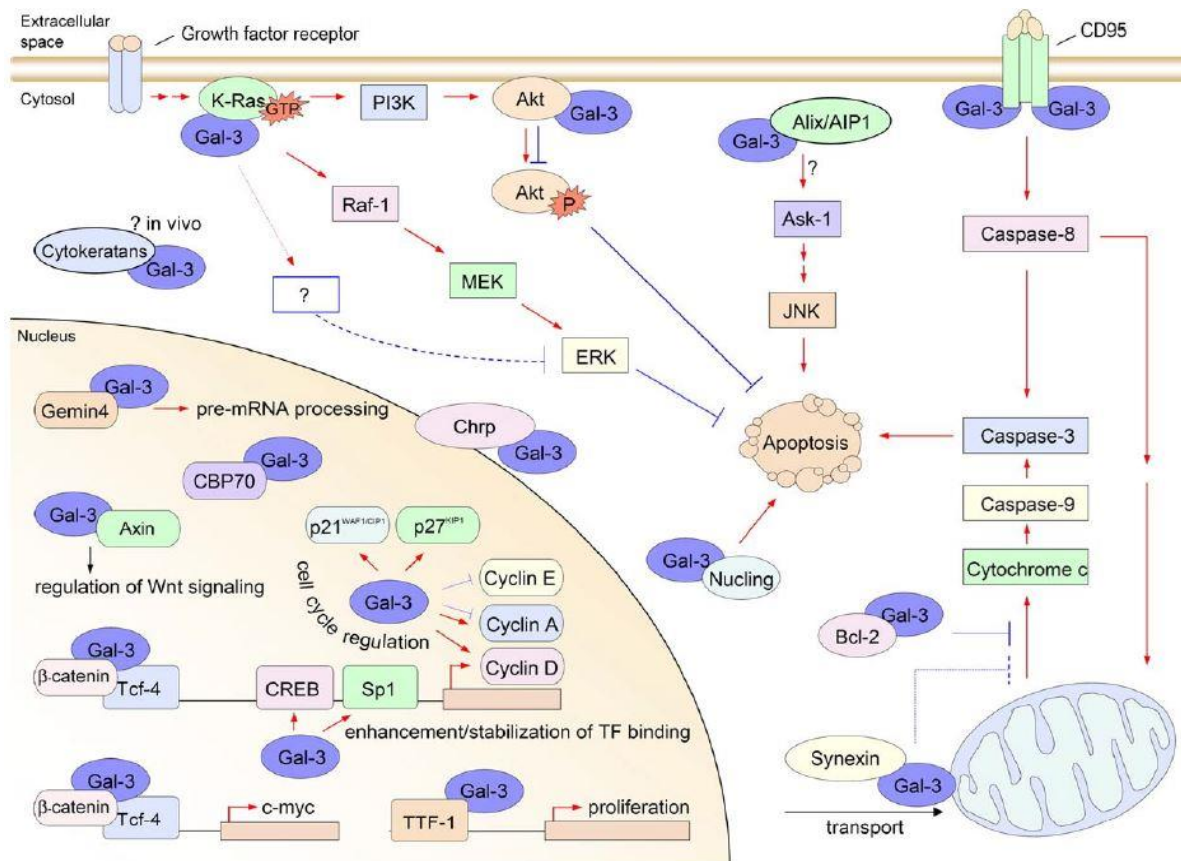 Extracellular
space
Growth factor receptor
CD95
Cytosol
K-Ras
GTP
Gal-3
PI3K
Akt
Gal-3
Akt
P
Gal-3
Alix/AIP1
?
Gal-3
Gal-3
Raf-1
Ask-1
Caspase-8
? in vivo
Cytokeratans
Gal-3
?
MEK
JNK
ERK
Nucleus
Gal-3
Gemin4
pre-mRNA processing
Chrp
Gal-3
Apoptosis
Caspase-3
Gal-3
CBP70
Caspase-9
Gal-3
Axin
p21WAF1/CIP1
p27KIP1
regulation of Wnt signaling
Gal-3
cell cycle regulation
Cyclin E
Cyclin A
Cyclin D
Gal-3
Nucling
Cytochrome c
Gal-3
Bcl-2
Gal-3
β-catenin
Tcf-4
CREB
Sp1
enhancement/stabilization of TF binding
Gal-3
Synexin
Gal-3
transport
Gal-3
β-catenin
Tcf-4
c-myc
Gal-3
TTF-1
proliferation